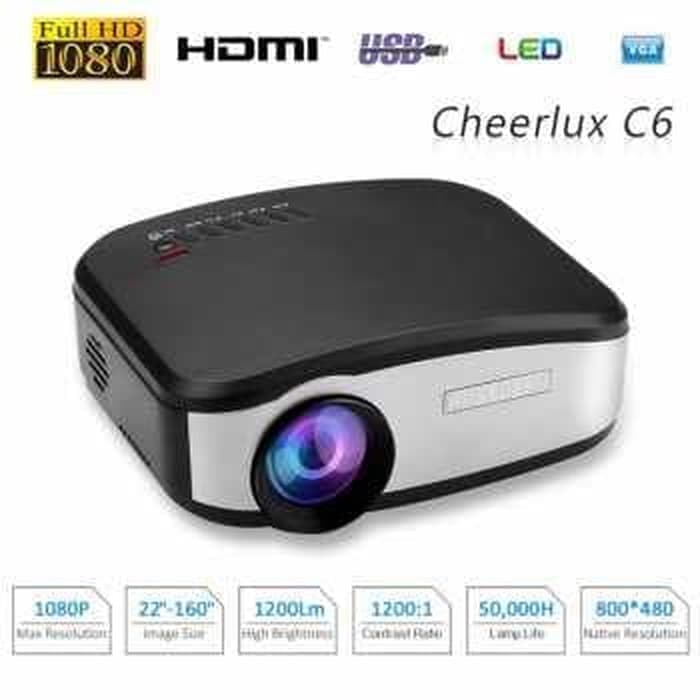 Full HD
1080
HDMI
USB
LED
VGA
Cheerlux C6
1080P
Max Resolution
22"-160"
Image Size
1200Lm
High Brightness
1200:1
Contrast Ratio
50,000H
Lamp Life
800*480
Native Resolution